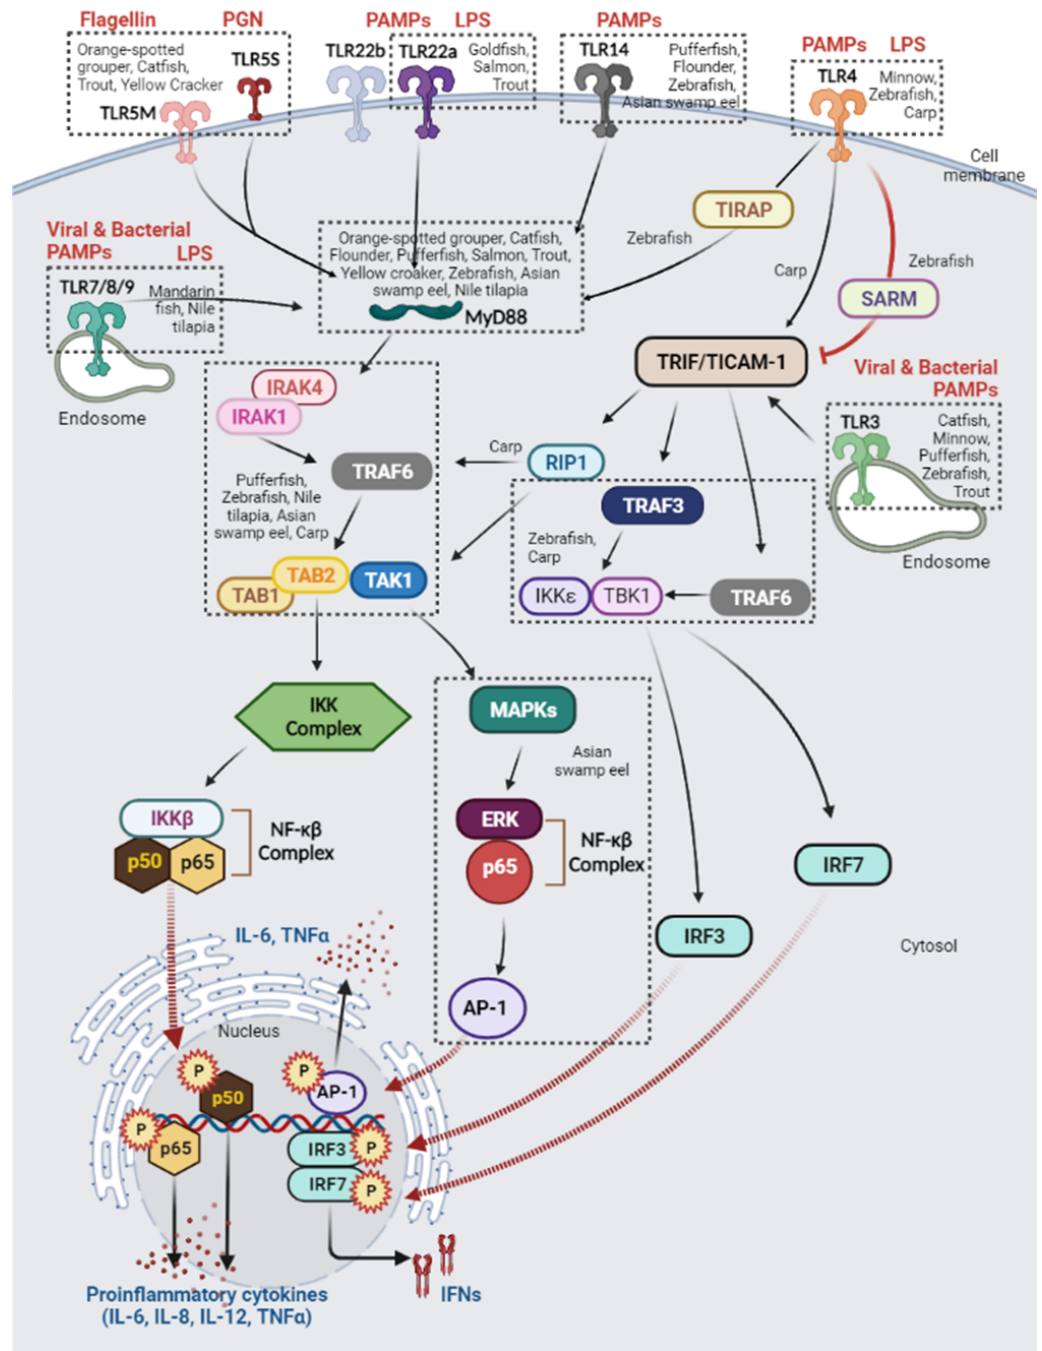 Flagellin
PGN
Orange-spotted
grouper, Catfish,
Trout, Yellow Cracker
TLR5S
TLR5M
PAMPs
LPS
TLR22b
TLR22a
Goldfish,
Salmon,
Trout
PAMPs
TLR14
Pufferfish,
Flounder,
Zebrafish,
Asian swamp eel
PAMPs
LPS
TLR4
Minnow,
Zebrafish,
Carp
Cell
membrane
TIRAP
Zebrafish
Carp
Zebrafish
SARM
Viral & Bacterial
PAMPs
LPS
TLR7/8/9
Mandarin
fish, Nile
tilapia
Endosome
Orange-spotted grouper, Catfish,
Flounder, Pufferfish, Salmon, Trout,
Yellow croaker, Zebrafish, Asian
swamp eel, Nile tilapia
MyD88
TRIF/TICAM-1
Viral & Bacterial
PAMPs
TLR3
Catfish,
Minnow,
Pufferfish,
Zebrafish,
Trout
Endosome
IRAK4
IRAK1
TRAF6
Carp
RIP1
Pufferfish,
Zebrafish, Nile
tilapia, Asian
swamp eel, Carp
TAB2
TAB1
TAK1
TRAF3
Zebrafish,
Carp
IKKε
TBK1
TRAF6
IKK
Complex
MAPKs
Asian
swamp eel
IKKβ
p50
p65
NF-κβ
Complex
ERK
p65
NF-κβ
Complex
IRF7
IRF3
Cytosol
AP-1
IL-6, TNFα
Nucleus
P
p50
P
AP-1
P
p65
IRF3
P
IRF7
P
Proinflammatory cytokines
(IL-6, IL-8, IL-12, TNFα)
IFNs